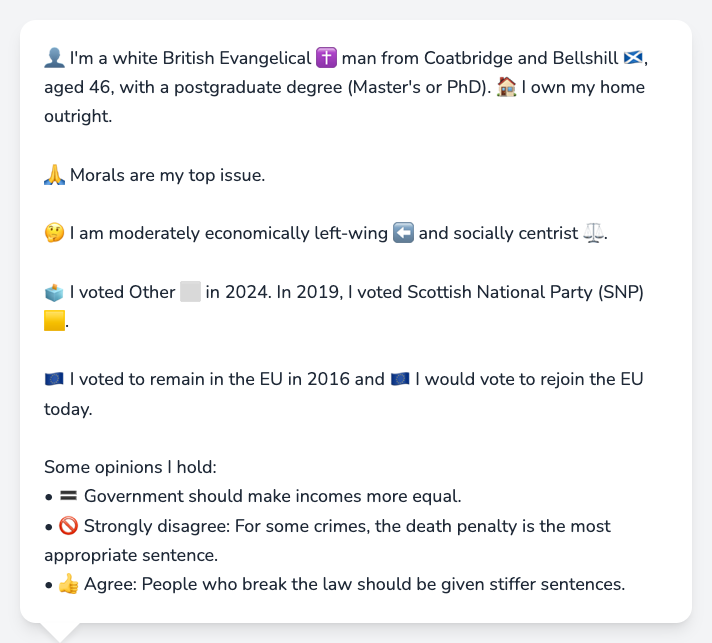 👤 I'm a white British Evangelical ✝️ man from Coatbridge and Bellshill 🏴󠁧󠁢󠁳󠁣󠁴󠁿,
aged 46, with a postgraduate degree (Master's or PhD). 🏠 I own my home
outright.
🙏 Morals are my top issue.
🤔 I am moderately economically left-wing ⬅️ and socially centrist ⚖️.
🗳️ I voted Other ⬜ in 2024. In 2019, I voted Scottish National Party (SNP)
🟨.
🇪🇺 I voted to remain in the EU in 2016 and 🇪🇺 I would vote to rejoin the EU
today.
Some opinions I hold:
• 🟰 Government should make incomes more equal.
• 🚫 Strongly disagree: For some crimes, the death penalty is the most
appropriate sentence.
• 👍 Agree: People who break the law should be given stiffer sentences.